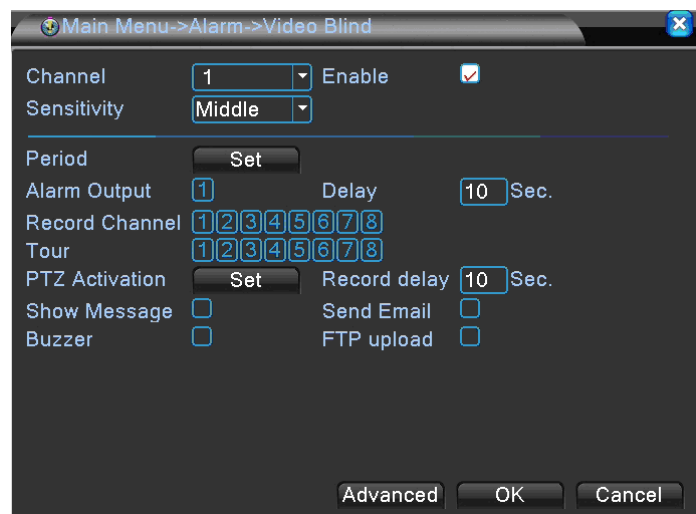 Main Menu->Alarm->Video Blind
Channel 1 Enable
Sensitivity Middle
Period Set
Alarm Output 1 Delay 10 Sec.
Record Channel 1 2 3 4 5 6 7 8
Tour 1 2 3 4 5 6 7 8
PTZ Activation Set Record delay 10 Sec.
Show Message Send Email
Buzzer FTP upload
Advanced OK Cancel